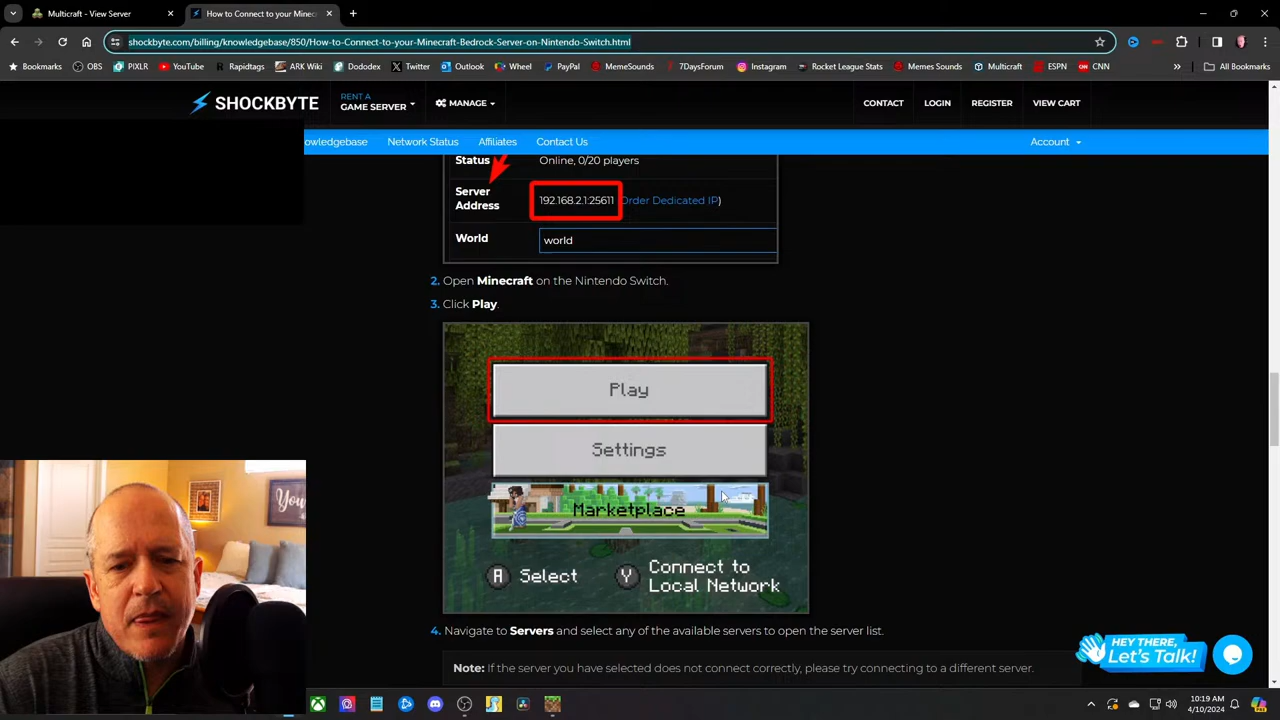 Multicraft - View Server
How to Connect to your Minec
shockbyte.com/billing/knowledgebase/850/How-to-Connect-to-your-Minecraft-Bedrock-Server-on-Nintendo-Switch.html
Bookmarks OBS PIXLR YouTube Rapidtags ARK Wiki Dododex Twitter Outlook Wheel PayPal MemeSounds 7DaysForum Instagram Rocket League Stats Memes Sounds Multicraft ESPN CNN » All Bookmarks
SHOCKBYTE
RENT A
GAME SERVER
MANAGE
CONTACT LOGIN REGISTER VIEW CART
owledgebase Network Status Affiliates Contact Us Account
Status Online, 0/20 players
Server
Address
192.168.2.1:25611 Order Dedicated IP)
World world
2. Open Minecraft on the Nintendo Switch.
3. Click Play.
Play
Settings
Marketplace
A Select Y Connect to
Local Network
4. Navigate to Servers and select any of the available servers to open the server list.
Note: If the server you have selected does not connect correctly, please try connecting to a different server.
HEY THERE,
Let's Talk!
You
10:19 AM
4/10/2024